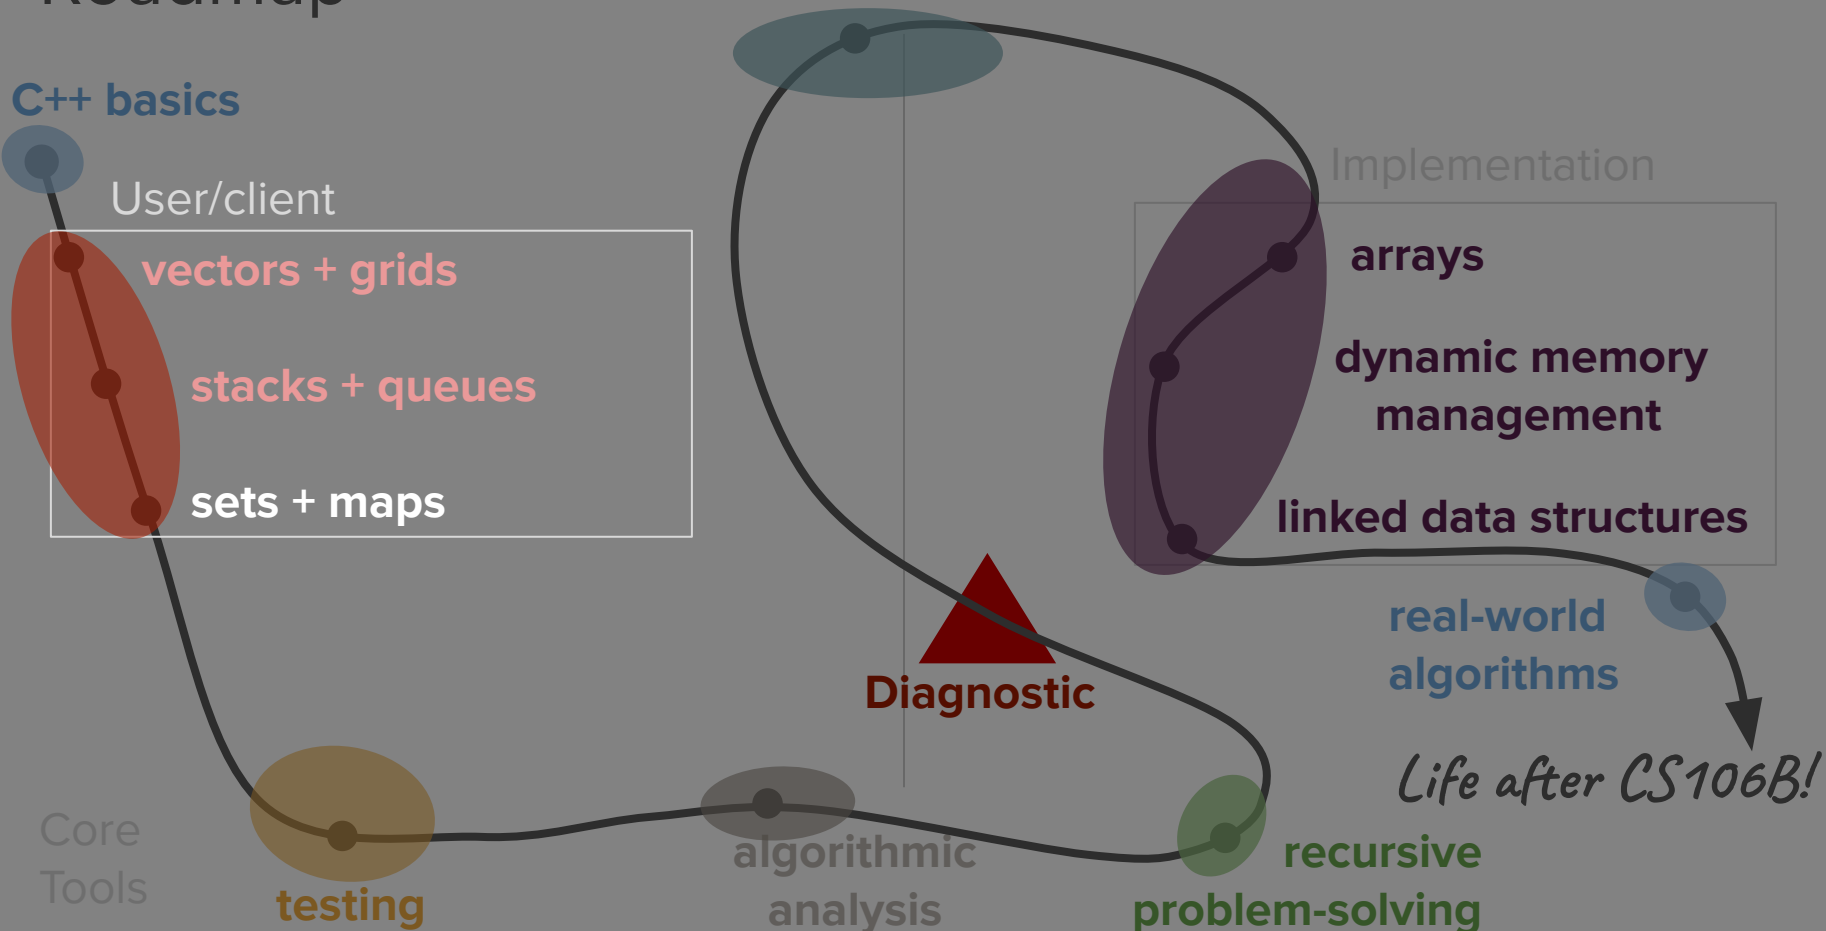 Roadmap
C++ basics
User/client
vectors + grids
stacks + queues
sets + maps
Core
Tools
testing
algorithmic
analysis
recursive
problem-solving
Diagnostic
Implementation
arrays
dynamic memory
management
linked data structures
real-world
algorithms
Life after CS106B!